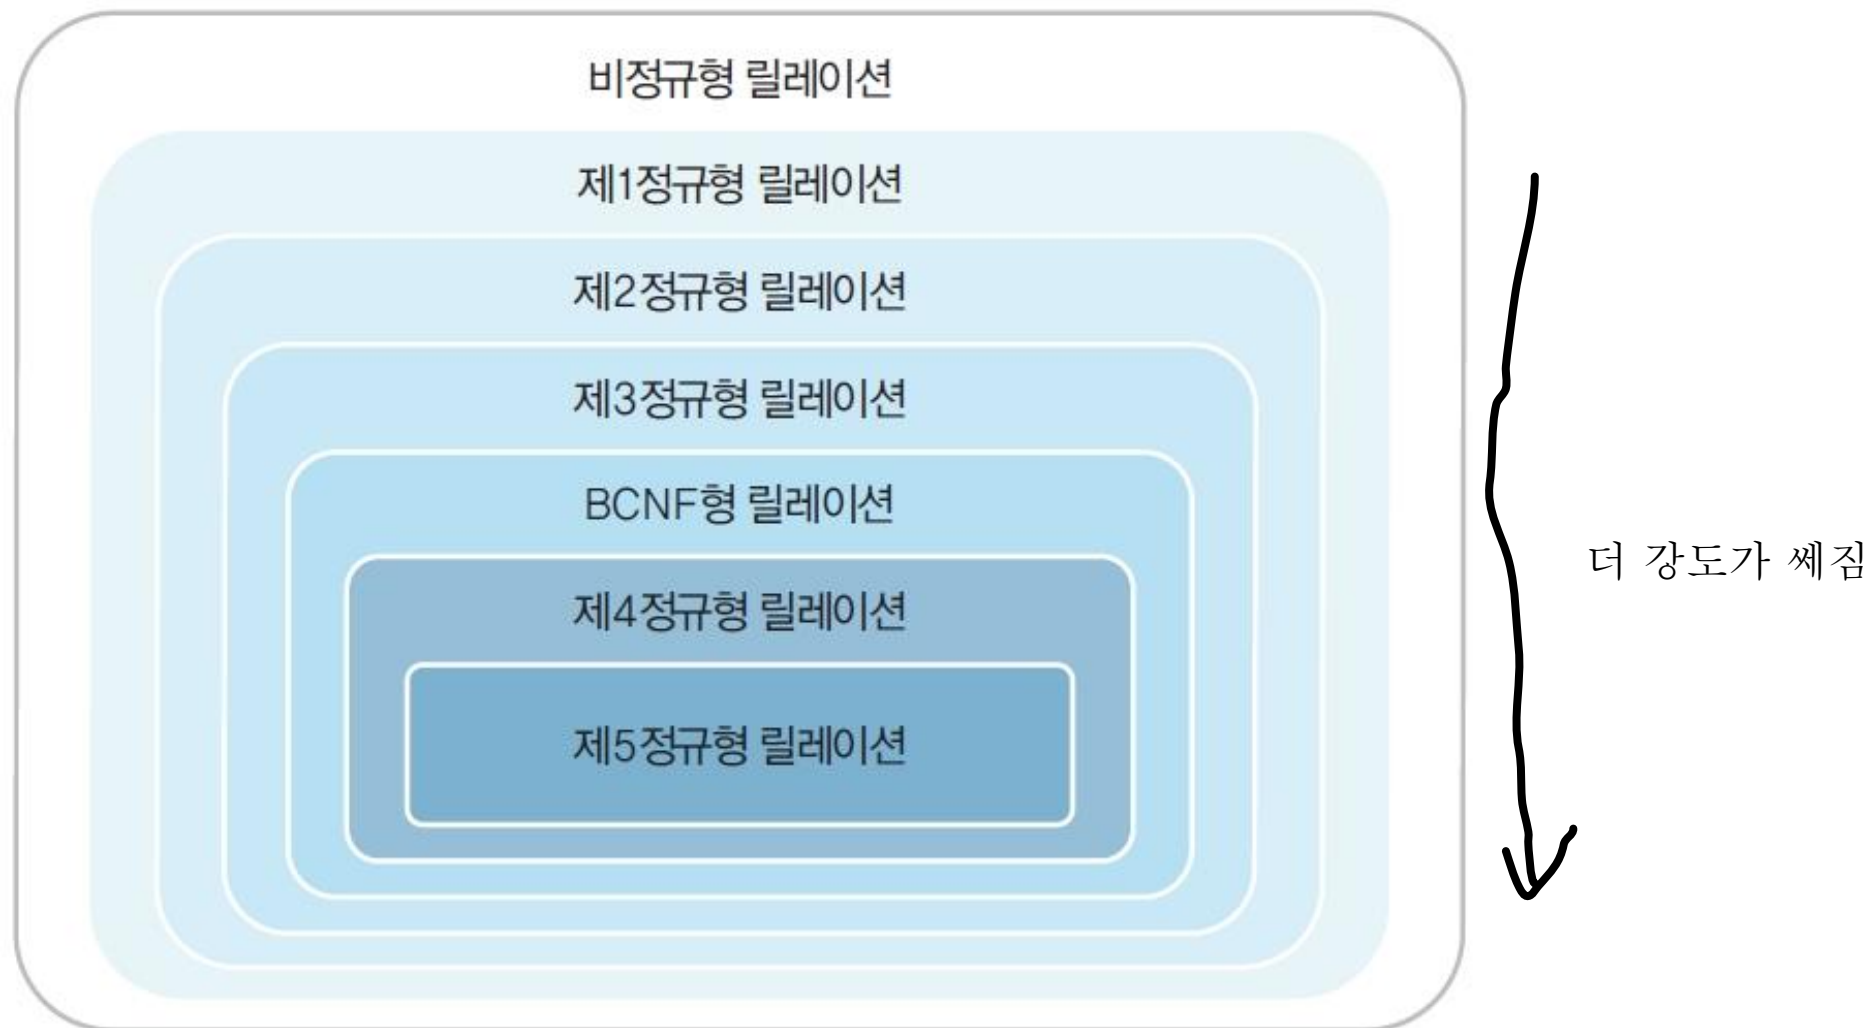 비정규형 릴레이션
제1정규형 릴레이션
제2정규형 릴레이션
제3정규형 릴레이션
BCNF형 릴레이션
제4정규형 릴레이션
제5정규형 릴레이션
더 강도가 쎄짐